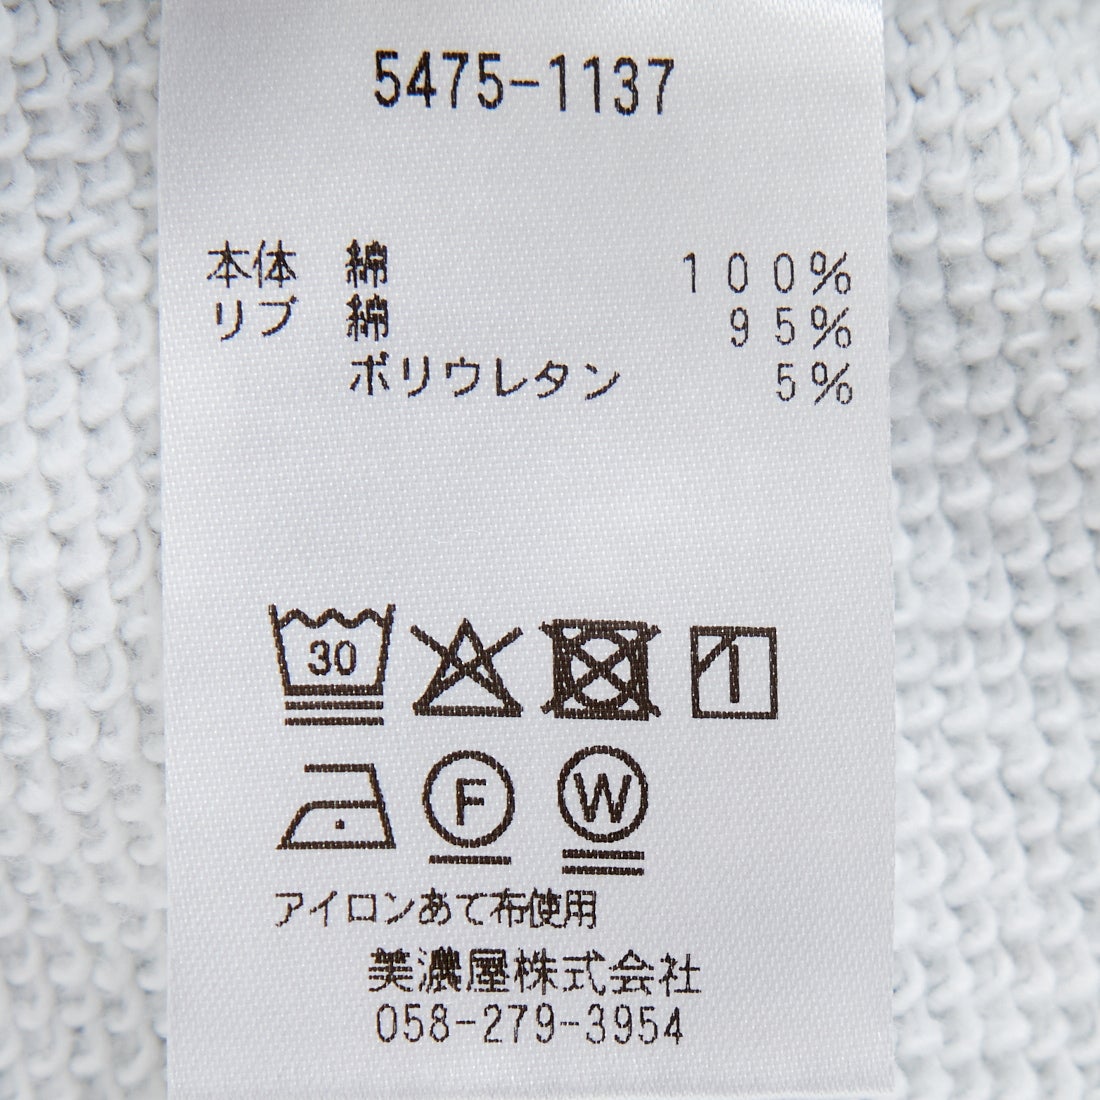 5475-1137
本体 綿 100%
リブ 綿 95%
ポリウレタン 5%
30
F W
アイロンあて布使用
美濃屋株式会社
058-279-3954